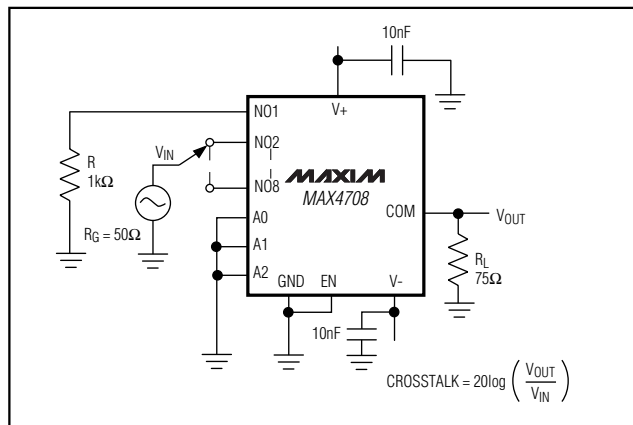 10nF
V+
NO1
NO2
NO8
VIN
R
1kΩ
RG = 50Ω
MAXIM
MAX4708
COM
VOUT
A0
A1
A2
GND
EN
V-
RL
75Ω
10nF
CROSSTALK = 20log ( VOUT / VIN )